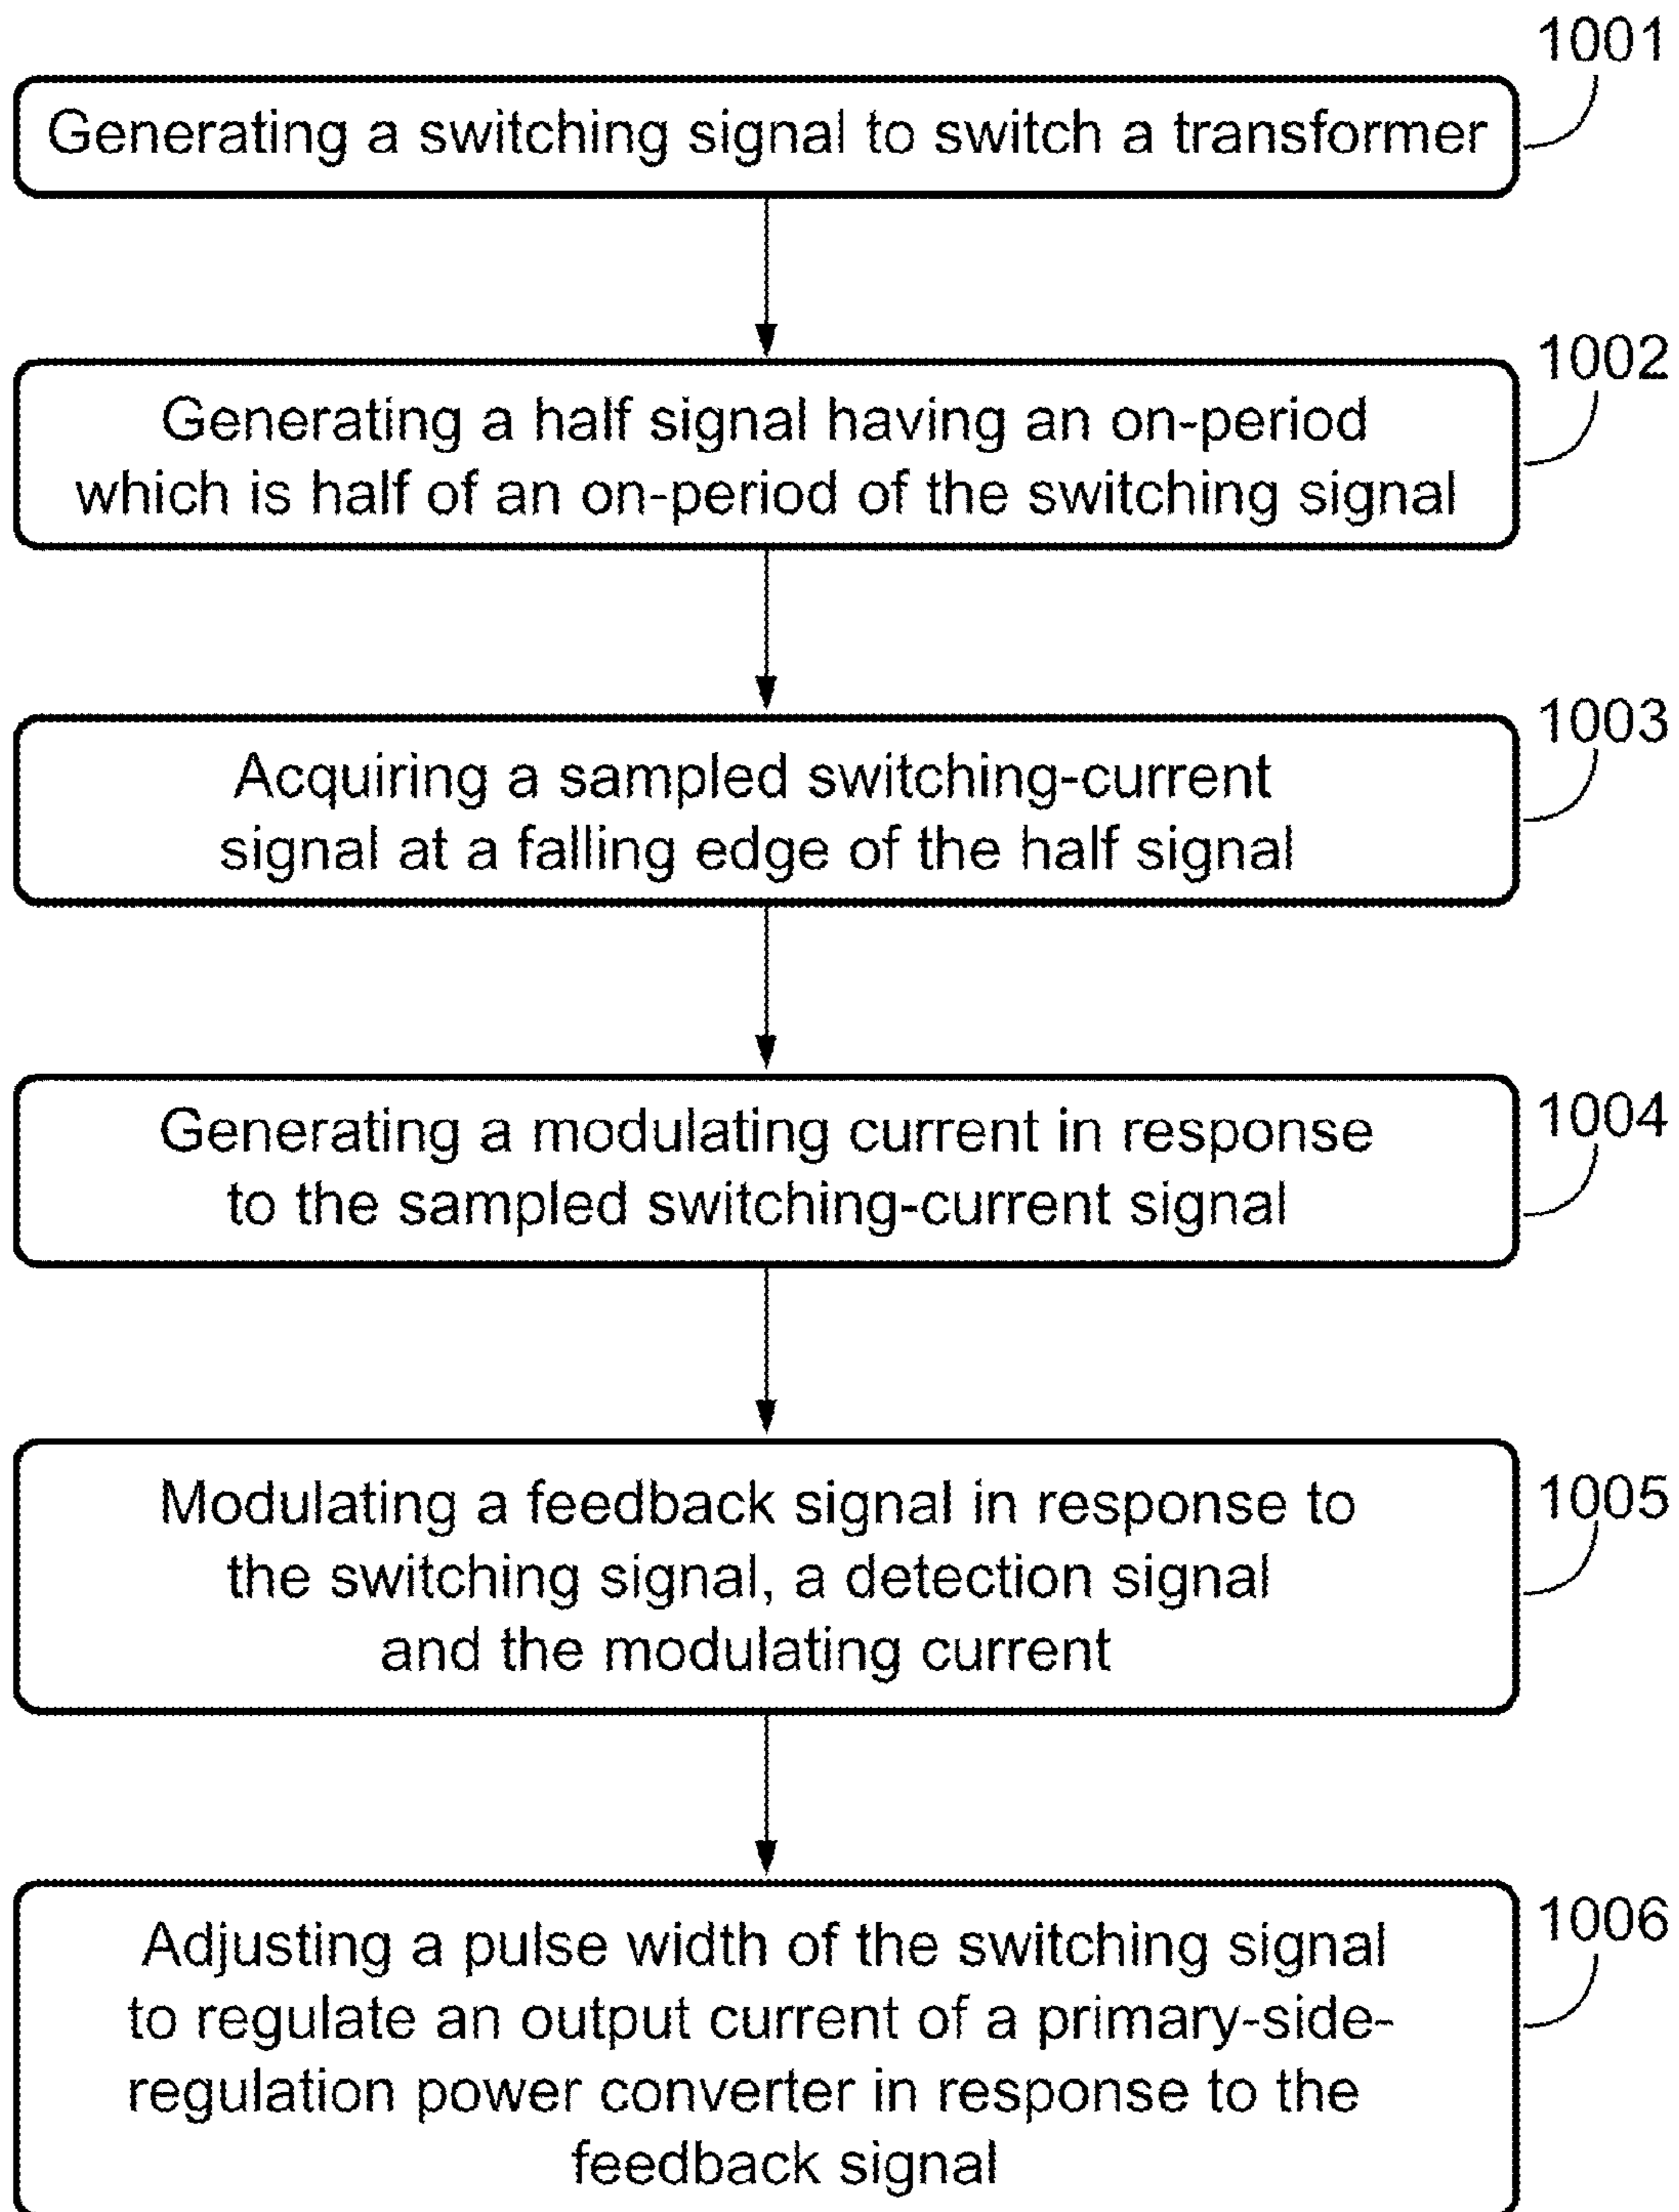 1001
Generating a switching signal to switch a transformer
1002
Generating a half signal having an on-period
which is half of an on-period of the switching signal
1003
Acquiring a sampled switching-current
signal at a falling edge of the half signal
1004
Generating a modulating current in response
to the sampled switching-current signal
1005
Modulating a feedback signal in response to
the switching signal, a detection signal
and the modulating current
1006
Adjusting a pulse width of the switching signal
to regulate an output current of a primary-side-
regulation power converter in response to the
feedback signal